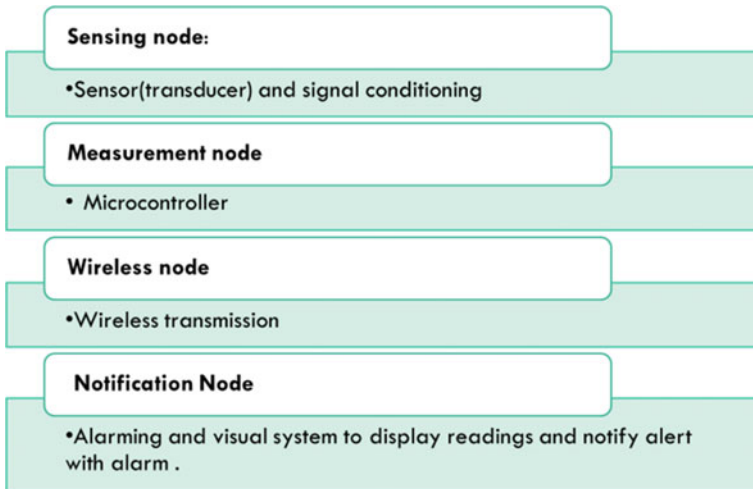 Sensing node:
•Sensor(transducer) and signal conditioning
Measurement node
• Microcontroller
Wireless node
•Wireless transmission
Notification Node
•Alarming and visual system to display readings and notify alert
with alarm .